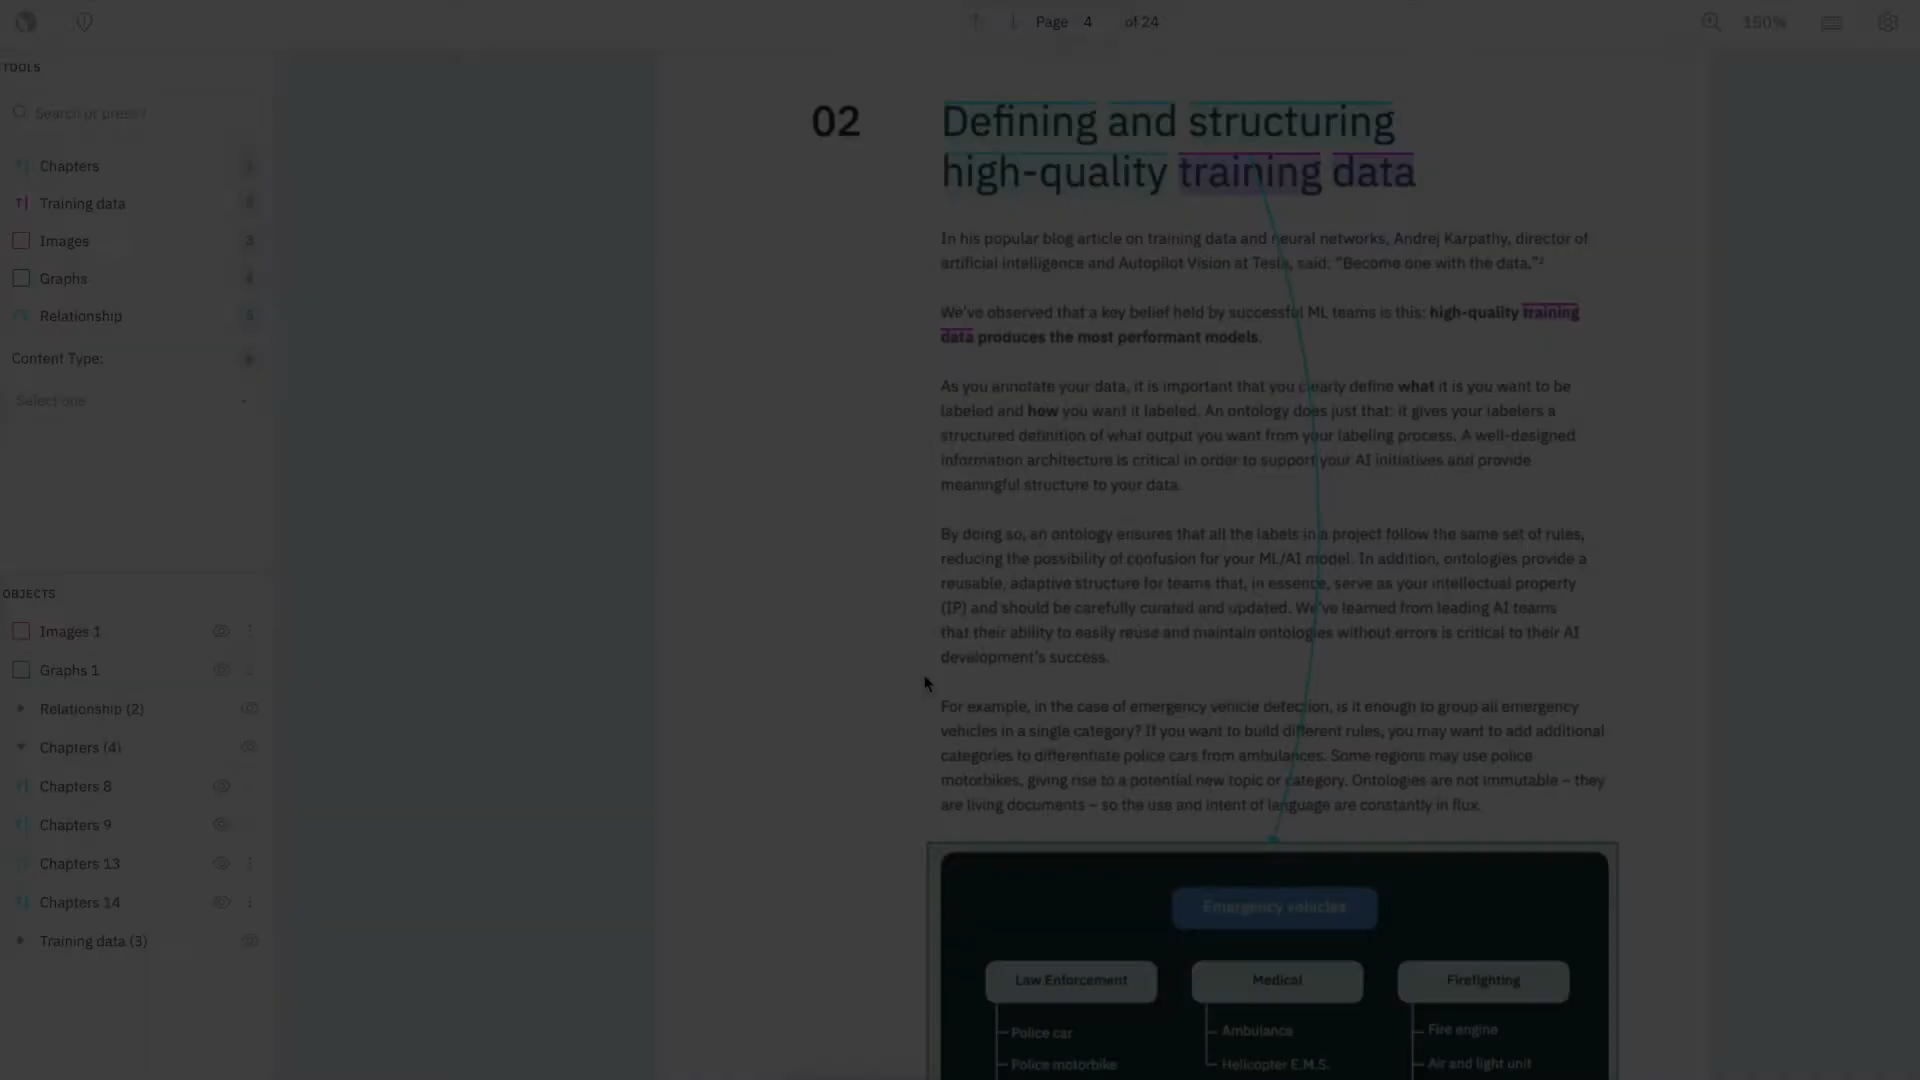 Page 4 of 24
150%
TOOLS
Search or press /
Chapters 1
Training data 2
Images 3
Graphs 4
Relationship 5
Content Type:
Select one
OBJECTS
Images 1
Graphs 1
Relationship (2)
Chapters (4)
Chapters 8
Chapters 9
Chapters 13
Chapters 14
Training data (3)
02
Defining and structuring
high-quality training data
In his popular blog article on training data and neural networks, Andrej Karpathy, director of
artificial intelligence and Autopilot Vision at Tesla, said: “Become one with the data.”²
We’ve observed that a key belief held by successful ML teams is this: high-quality training
data produces the most performant models.
As you annotate your data, it is important that you clearly define what it is you want to be
labeled and how you want it labeled. An ontology does just that: it gives your labelers a
structured definition of what output you want from your labeling process. A well-designed
information architecture is critical in order to support your AI initiatives and provide
meaningful structure to your data.
By doing so, an ontology ensures that all the labels in a project follow the same set of rules,
reducing the possibility of confusion for your ML/AI model. In addition, ontologies provide a
reusable, adaptive structure for teams that, in essence, serve as your intellectual property
(IP) and should be carefully curated and updated. We’ve learned from leading AI teams
that their ability to easily reuse and maintain ontologies without errors is critical to their AI
development’s success.
For example, in the case of emergency vehicle detection, is it enough to group all emergency
vehicles in a single category? If you want to build different rules, you may want to add additional
categories to differentiate police cars from ambulances. Some regions may use police
motorbikes, giving rise to a potential new topic or category. Ontologies are not immutable – they
are living documents – so the use and intent of language are constantly in flux.
Emergency vehicles
Law Enforcement
Medical
Firefighting
Police car
Ambulance
Fire engine
Police motorbike
Helicopter E.M.S.
Air and light unit